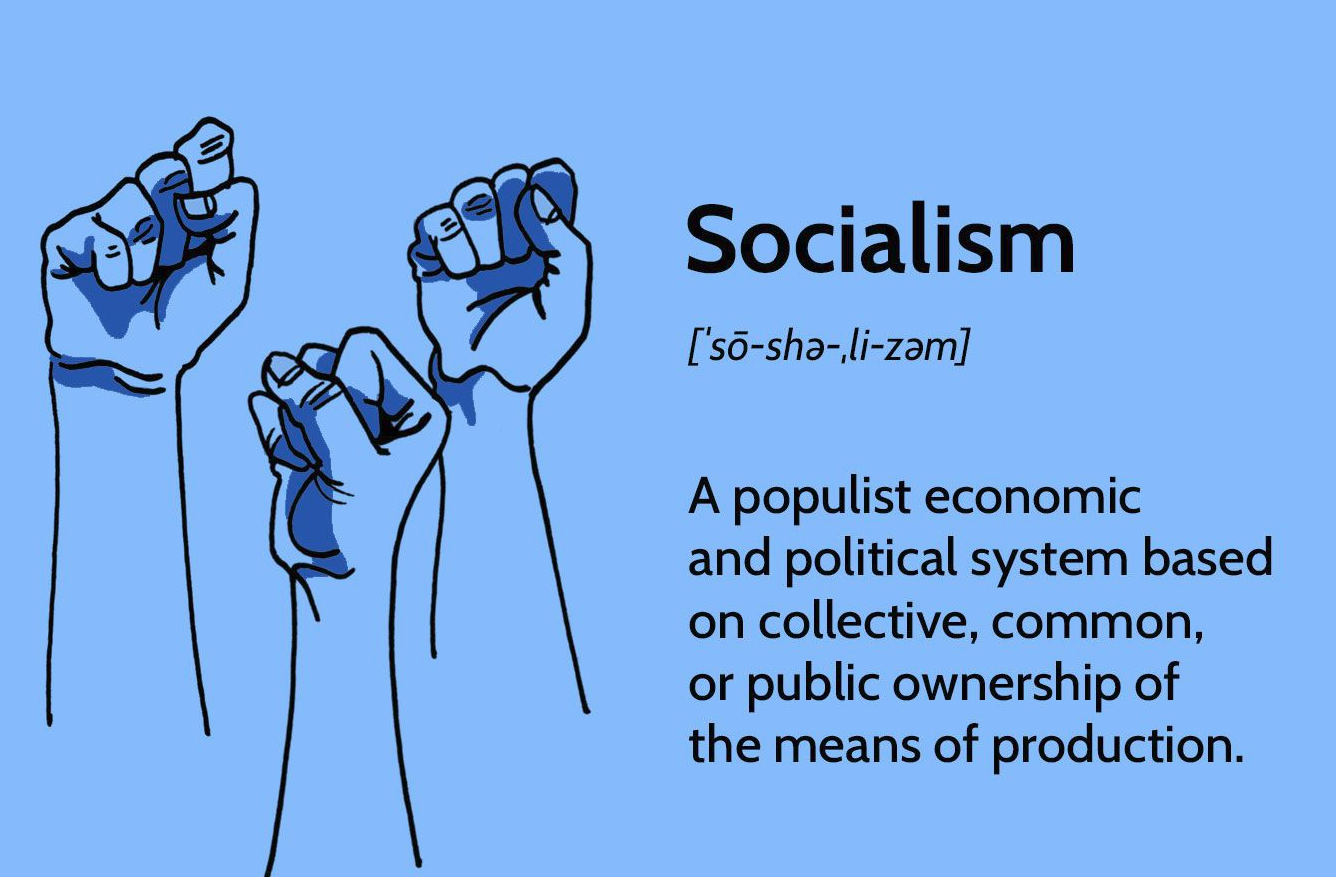 Socialism
[ˈsō-shə-ˌli-zəm]
A populist economic
and political system based
on collective, common,
or public ownership of
the means of production.